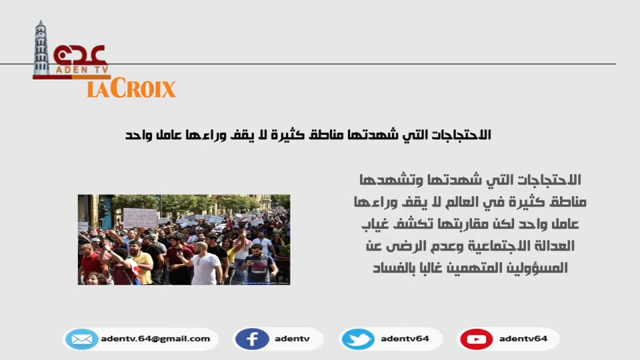 عدن
ADEN TV
LACROIX
الاحتجاجات التي شهدتها مناطق كثيرة لا يقف وراءها عامل واحد
الاحتجاجات التي شهدتها وتشهدها
مناطق كثيرة في العالم لا يقف وراءها
عامل واحد لكن مقاربتها تكشف غياب
العدالة الاجتماعية وعدم الرضى عن
المسؤولين المتهمين غالبا بالفساد
adentv.64@gmail.com
adentv
adentv64
adentv64